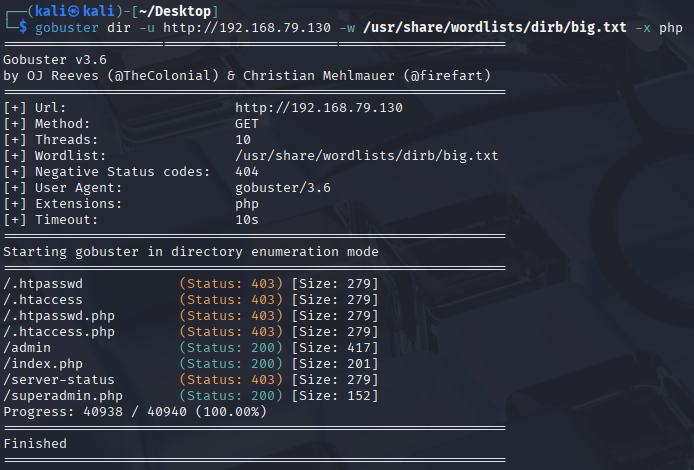 ┌──(kali㉿kali)-[~/Desktop]
└─$ gobuster dir -u http://192.168.79.130 -w /usr/share/wordlists/dirb/big.txt -x php
===============================================================
Gobuster v3.6
by OJ Reeves (@TheColonial) & Christian Mehlmauer (@firefart)
===============================================================
[+] Url:                     http://192.168.79.130
[+] Method:                  GET
[+] Threads:                 10
[+] Wordlist:                /usr/share/wordlists/dirb/big.txt
[+] Negative Status codes:   404
[+] User Agent:              gobuster/3.6
[+] Extensions:              php
[+] Timeout:                 10s
===============================================================
Starting gobuster in directory enumeration mode
===============================================================
/.htpasswd            (Status: 403) [Size: 279]
/.htaccess            (Status: 403) [Size: 279]
/.htpasswd.php        (Status: 403) [Size: 279]
/.htaccess.php        (Status: 403) [Size: 279]
/admin                (Status: 200) [Size: 417]
/index.php            (Status: 200) [Size: 201]
/server-status        (Status: 403) [Size: 279]
/superadmin.php       (Status: 200) [Size: 152]
Progress: 40938 / 40940 (100.00%)
===============================================================
Finished
===============================================================